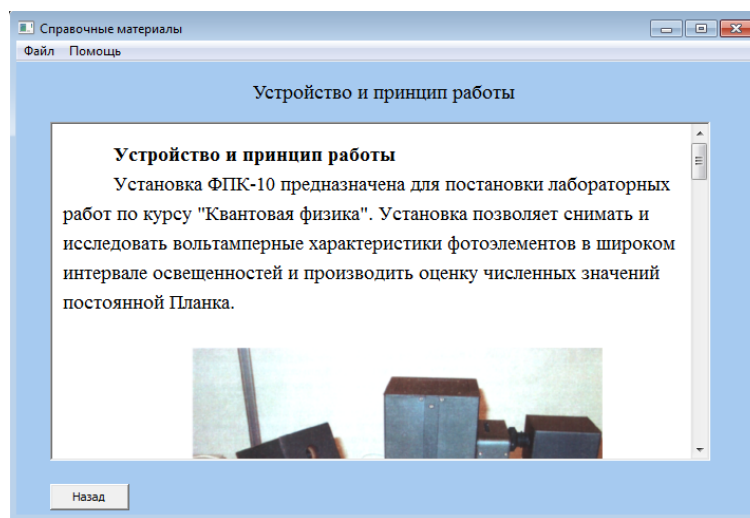 Справочные материалы
Файл Помощь
Устройство и принцип работы
Устройство и принцип работы
Установка ФПК-10 предназначена для постановки лабораторных
работ по курсу "Квантовая физика". Установка позволяет снимать и
исследовать вольтамперные характеристики фотоэлементов в широком
интервале освещенностей и производить оценку численных значений
постоянной Планка.
Назад